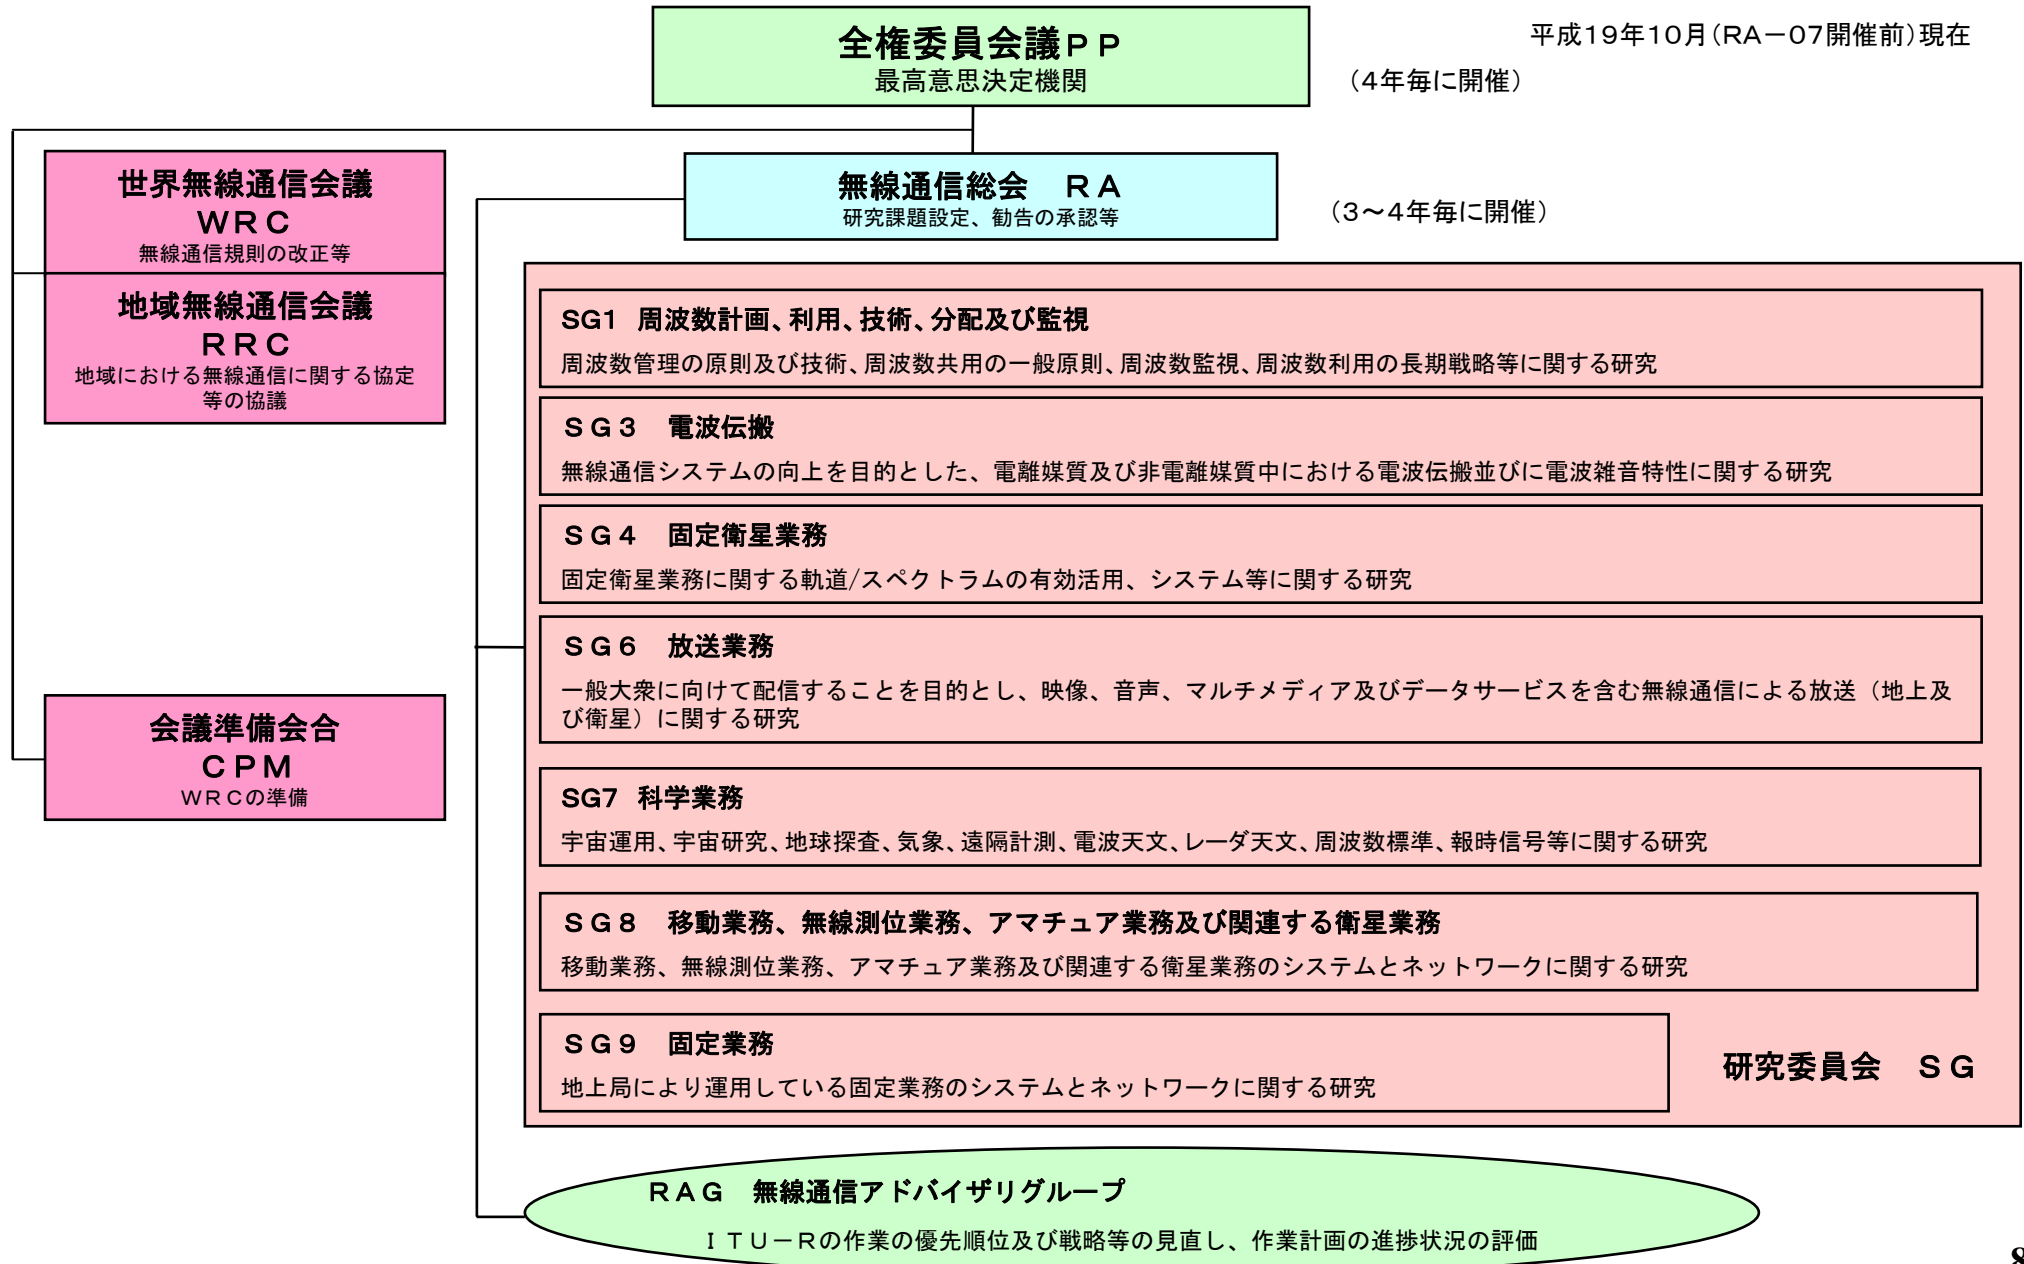 全権委員会議ＰＰ
最高意思決定機関
平成19年10月(RA－07開催前)現在
（4年毎に開催）
世界無線通信会議
ＷＲＣ
無線通信規則の改正等
地域無線通信会議
ＲＲＣ
地域における無線通信に関する協定
等の協議
会議準備会合
ＣＰＭ
ＷＲＣの準備
無線通信総会　ＲＡ
研究課題設定、勧告の承認等
（3～4年毎に開催）
SG1 周波数計画、利用、技術、分配及び監視
周波数管理の原則及び技術、周波数共用の一般原則、周波数監視、周波数利用の長期戦略等に関する研究
ＳＧ３　電波伝搬
無線通信システムの向上を目的とした、電離媒質及び非電離媒質中における電波伝搬並びに電波雑音特性に関する研究
ＳＧ４　固定衛星業務
固定衛星業務に関する軌道/スペクトラムの有効活用、システム等に関する研究
ＳＧ６　放送業務
一般大衆に向けて配信することを目的とし、映像、音声、マルチメディア及びデータサービスを含む無線通信による放送（地上及
び衛星）に関する研究
SG7 科学業務
宇宙運用、宇宙研究、地球探査、気象、遠隔計測、電波天文、レーダ天文、周波数標準、報時信号等に関する研究
ＳＧ８　移動業務、無線測位業務、アマチュア業務及び関連する衛星業務
移動業務、無線測位業務、アマチュア業務及び関連する衛星業務のシステムとネットワークに関する研究
ＳＧ９　固定業務
地上局により運用している固定業務のシステムとネットワークに関する研究
研究委員会　ＳＧ
ＲＡＧ　無線通信アドバイザリグループ
ＩＴＵ－Ｒの作業の優先順位及び戦略等の見直し、作業計画の進捗状況の評価
8